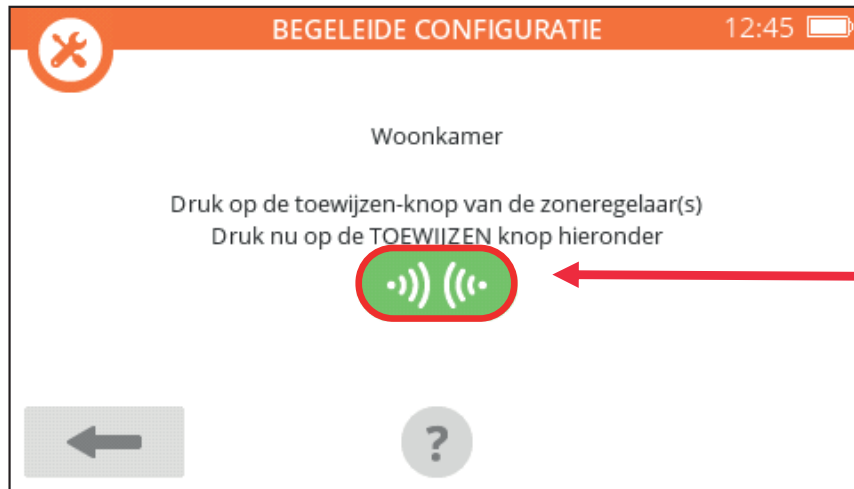 BEGELEIDE CONFIGURATIE 12:45
Woonkamer
Druk op de toewijzen-knop van de zoneregelaar(s)
Druk nu op de TOEWIJZEN knop hieronder
?